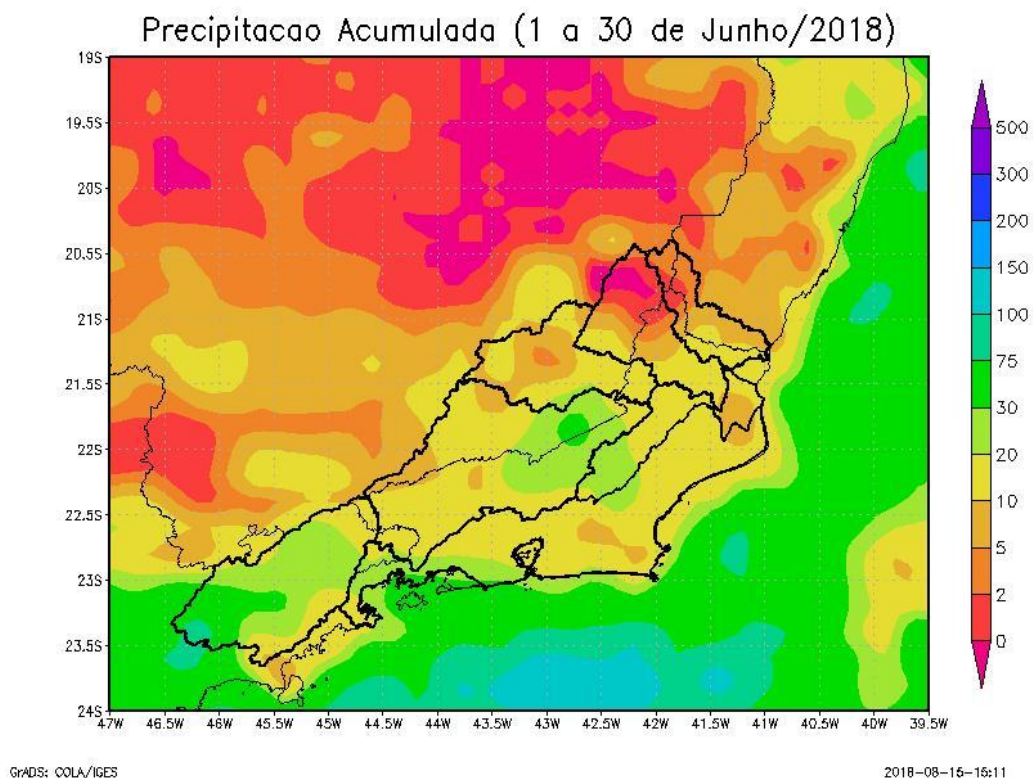 Precipitacao Acumulada (1 a 30 de Junho/2018)
19S
19.5S
20S
20.5S
21S
21.5S
22S
22.5S
23S
23.5S
24S
47W 46.5W 46W 45.5W 45W 44.5W 44W 43.5W 43W 42.5W 42W 41.5W 41W 40.5W 40W 39.5W
500
300
200
150
100
75
30
20
10
5
2
0
GrADS: COLA/IGES
2018-08-15-15:11